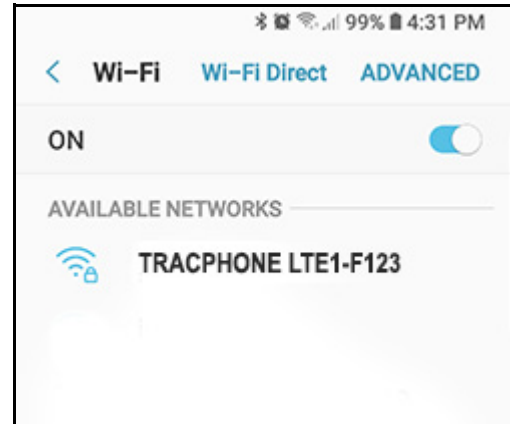 99% 4:31 PM
< Wi-Fi Wi-Fi Direct ADVANCED
ON
AVAILABLE NETWORKS
TRACPHONE LTE1-F123